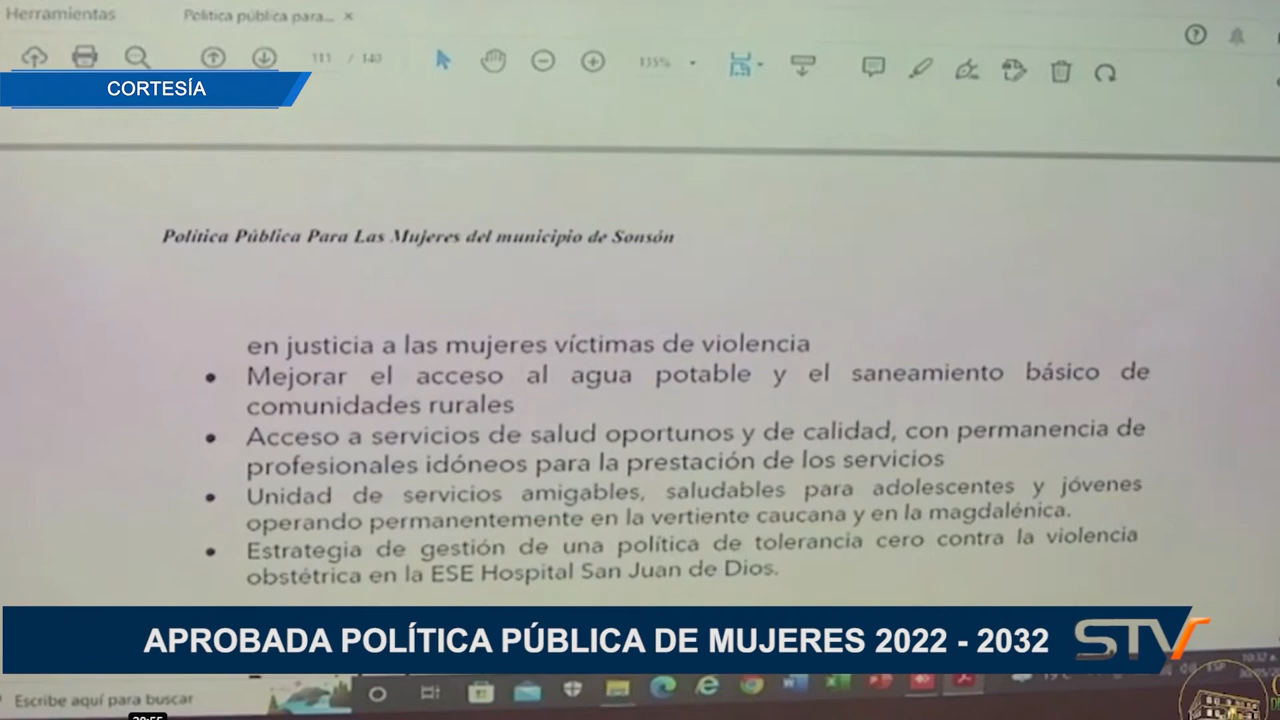 Herramientas
Política pública para... ×
111 / 140
135%
CORTESÍA
Política Pública Para Las Mujeres del municipio de Sonsón
en justicia a las mujeres víctimas de violencia
• Mejorar el acceso al agua potable y el saneamiento básico de
comunidades rurales
• Acceso a servicios de salud oportunos y de calidad, con permanencia de
profesionales idóneos para la prestación de los servicios
• Unidad de servicios amigables, saludables para adolescentes y jóvenes
operando permanentemente en la vertiente caucana y en la magdalénica.
• Estrategia de gestión de una política de tolerancia cero contra la violencia
obstétrica en la ESE Hospital San Juan de Dios.
APROBADA POLÍTICA PÚBLICA DE MUJERES 2022 - 2032
STV
Escribe aquí para buscar